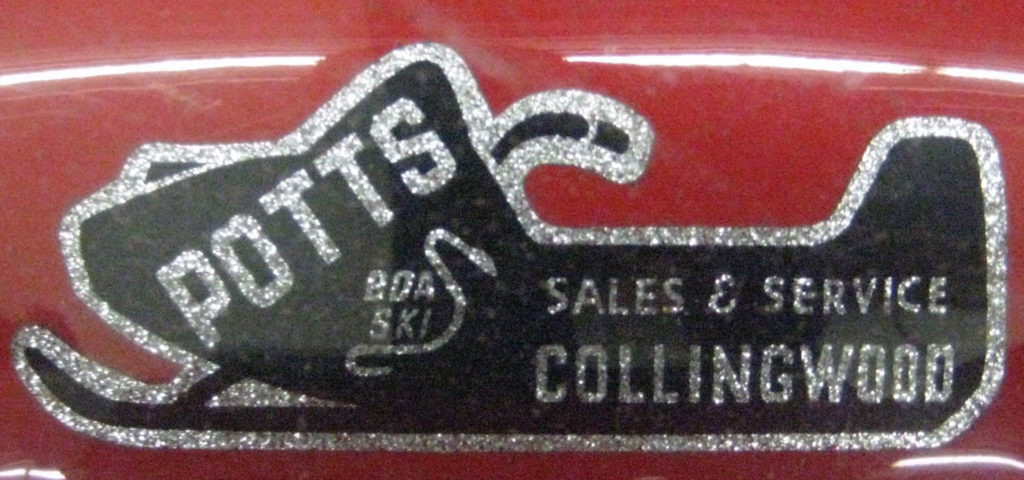 POTTS
BOA
SKI
SALES & SERVICE
COLLINGWOOD